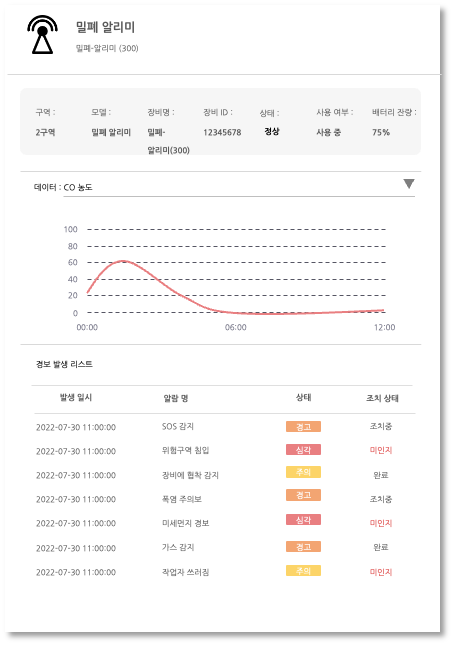 밀폐 알리미
밀폐-알리미 (300)
구역 : 모델 : 장비명 : 장비 ID : 상태 : 사용 여부 : 배터리 잔량 :
2구역 밀폐 알리미 밀폐- 12345678 정상 사용 중 75%
알리미(300)
데이터 : CO 농도
100
80
60
40
20
0
00:00 06:00 12:00
경보 발생 리스트
발생 일시 알람 명 상태 조치 상태
2022-07-30 11:00:00 SOS 감지 경고 조치중
2022-07-30 11:00:00 위험구역 침입 심각 미인지
2022-07-30 11:00:00 장비에 협착 감지 주의 완료
2022-07-30 11:00:00 폭염 주의보 경고 조치중
2022-07-30 11:00:00 미세먼지 경보 심각 미인지
2022-07-30 11:00:00 가스 감지 경고 완료
2022-07-30 11:00:00 작업자 쓰러짐 주의 미인지